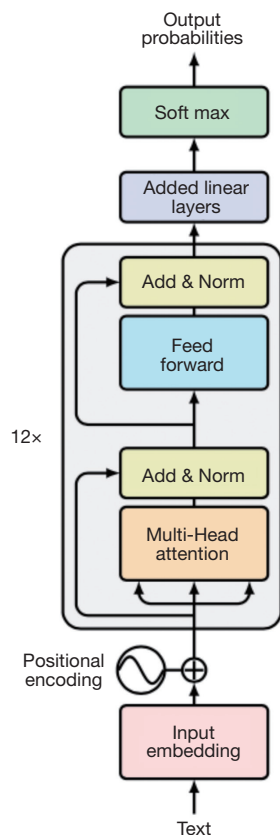 Output
probabilities
Soft max
Added linear
layers
Add & Norm
Feed
forward
12×
Add & Norm
Multi-Head
attention
Positional
encoding
Input
embedding
Text